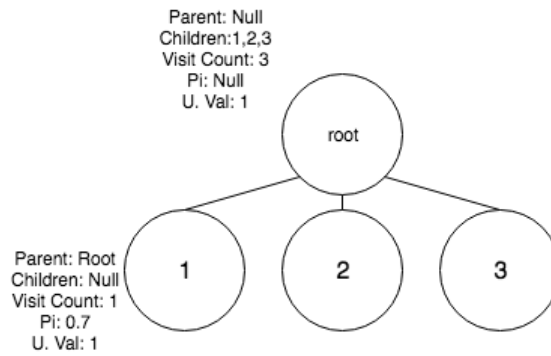 Parent: Null
Children:1,2,3
Visit Count: 3
Pi: Null
U. Val: 1
root
1
2
3
Parent: Root
Children: Null
Visit Count: 1
Pi: 0.7
U. Val: 1